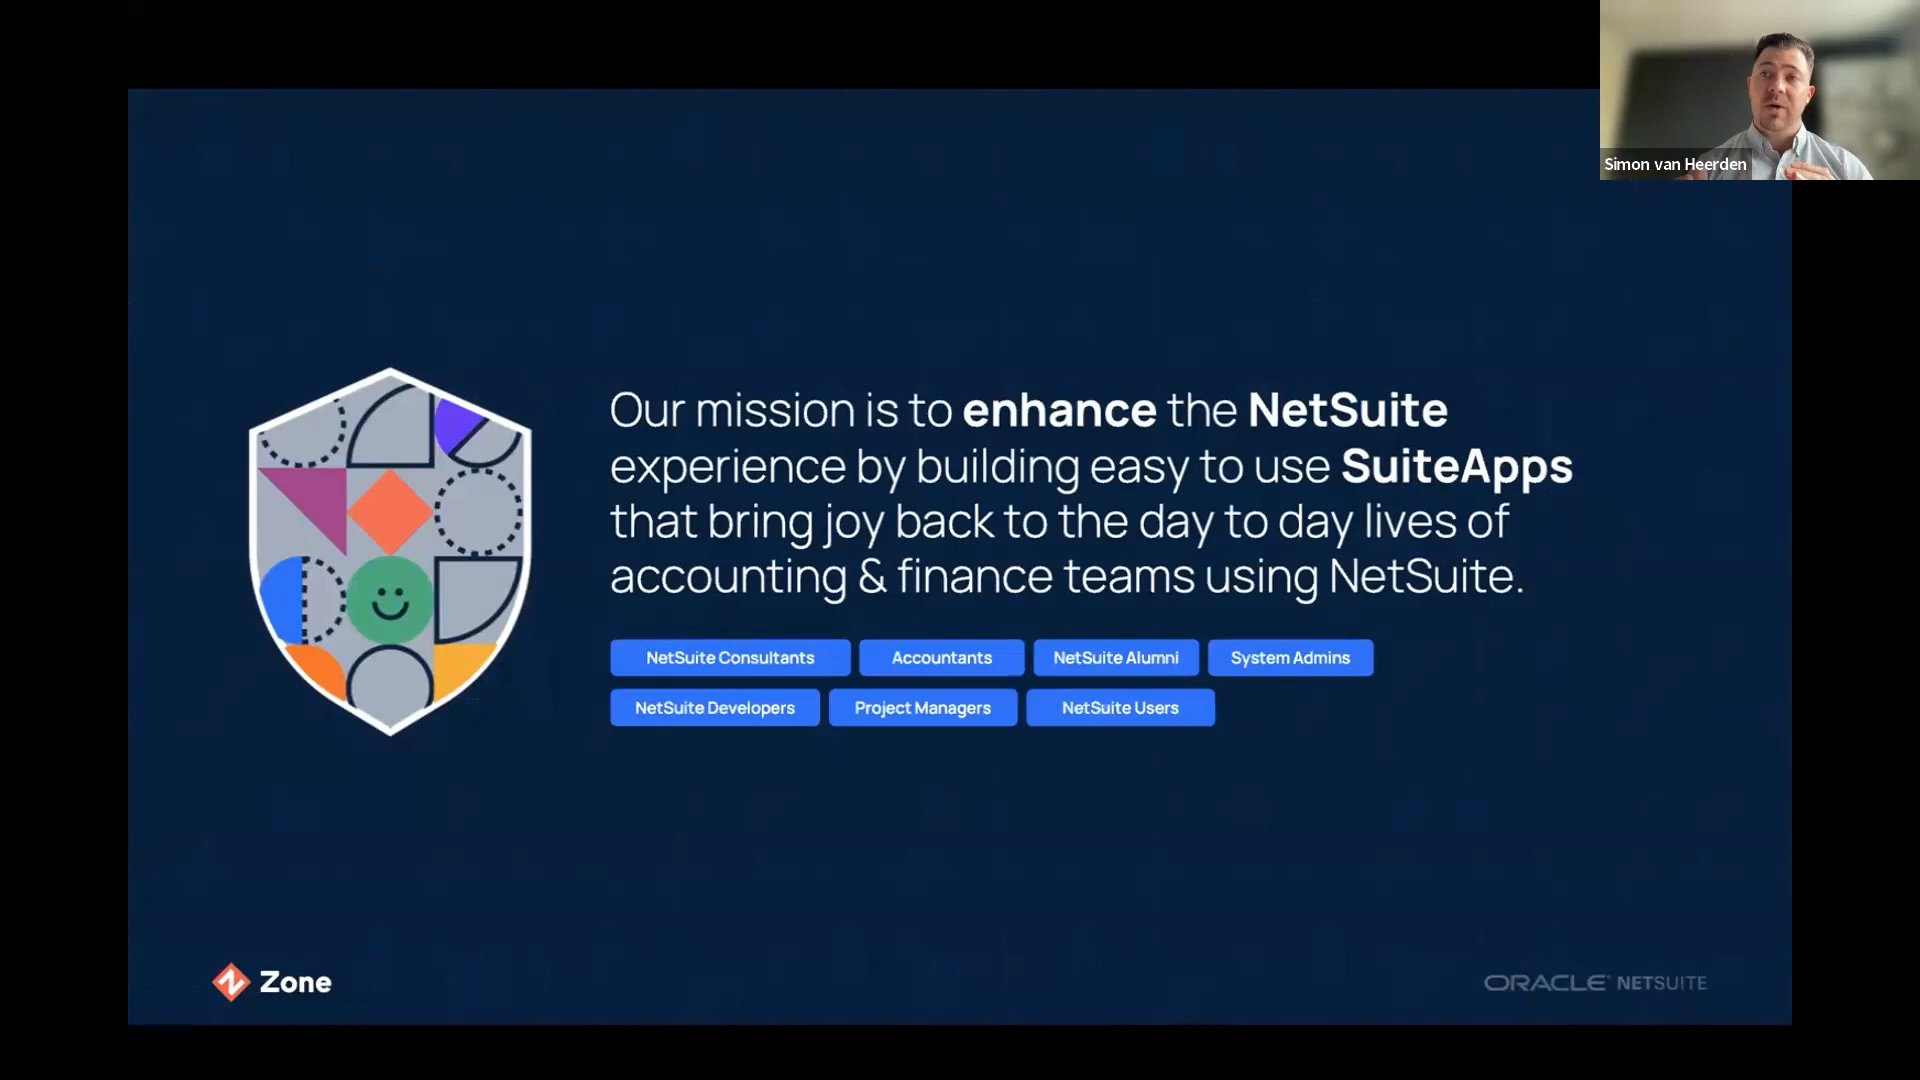 Simon van Heerden
Our mission is to enhance the NetSuite
experience by building easy to use SuiteApps
that bring joy back to the day to day lives of
accounting & finance teams using NetSuite.
NetSuite Consultants
Accountants
NetSuite Alumni
System Admins
NetSuite Developers
Project Managers
NetSuite Users
Zone
ORACLE NETSUITE